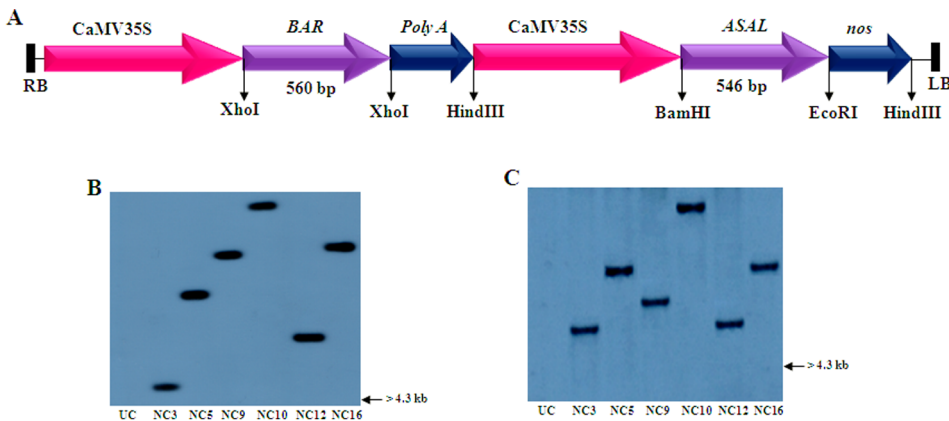 A
CaMV35S BAR Poly A CaMV35S ASAL nos
RB 560 bp 546 bp LB
XhoI XhoI HindIII BamHI EcoRI HindIII
B
> 4.3 kb
UC NC3 NC5 NC9 NC10 NC12 NC16
C
> 4.3 kb
UC NC3 NC5 NC9 NC10 NC12 NC16